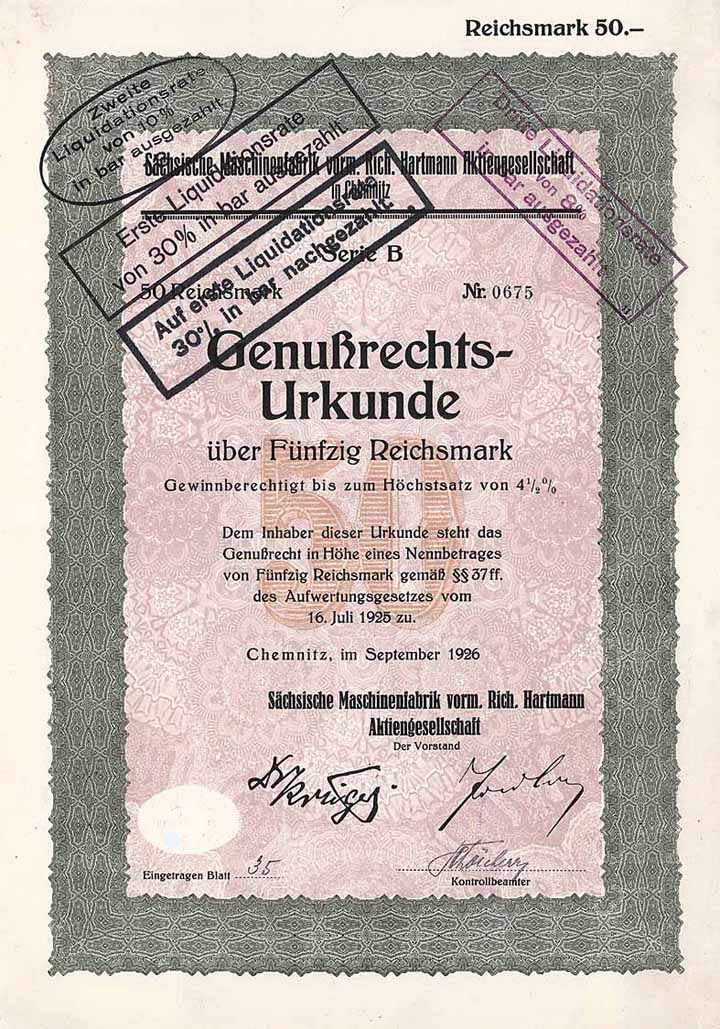 Reichsmark 50.—
Zweite
Liquidationsrate
von 10%
in bar ausgezahlt
Erste Liquidationsrate
von 30% in bar ausgezahlt
Auf erste Liquidationsrate
30% in bar nachgezahlt.
Dritte Liquidationsrate
von 8%
in bar ausgezahlt
Sächsische Maschinenfabrik vorm. Rich. Hartmann Aktiengesellschaft
in Chemnitz
Serie B
50 Reichsmark Nr. 0675
Genußrechts-
Urkunde
über Fünfzig Reichsmark
Gewinnberechtigt bis zum Höchstsatz von 4½%
50
Dem Inhaber dieser Urkunde steht das
Genußrecht in Höhe eines Nennbetrages
von Fünfzig Reichsmark gemäß §§ 37 ff.
des Aufwertungsgesetzes vom
16. Juli 1925 zu.
Chemnitz, im September 1926
Sächsische Maschinenfabrik vorm. Rich. Hartmann
Aktiengesellschaft
Der Vorstand
Eingetragen Blatt 35
Kontrollbeamter